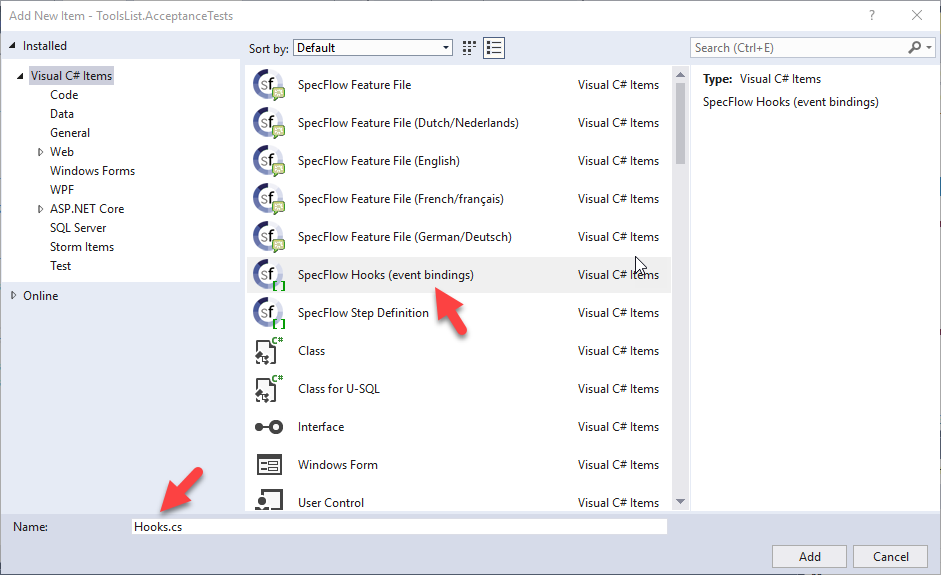 Add New Item - ToolsList.AcceptanceTests
?
Installed
Sort by: Default
Search (Ctrl+E)
Visual C# Items
Code
Data
General
Web
Windows Forms
WPF
ASP.NET Core
SQL Server
Storm Items
Test
Online
SpecFlow Feature File Visual C# Items
SpecFlow Feature File (Dutch/Nederlands) Visual C# Items
SpecFlow Feature File (English) Visual C# Items
SpecFlow Feature File (French/français) Visual C# Items
SpecFlow Feature File (German/Deutsch) Visual C# Items
SpecFlow Hooks (event bindings) Visual C# Items
SpecFlow Step Definition Visual C# Items
Class Visual C# Items
Class for U-SQL Visual C# Items
Interface Visual C# Items
Windows Form Visual C# Items
User Control Visual C# Items
Type: Visual C# Items
SpecFlow Hooks (event bindings)
Name: Hooks.cs
Add Cancel